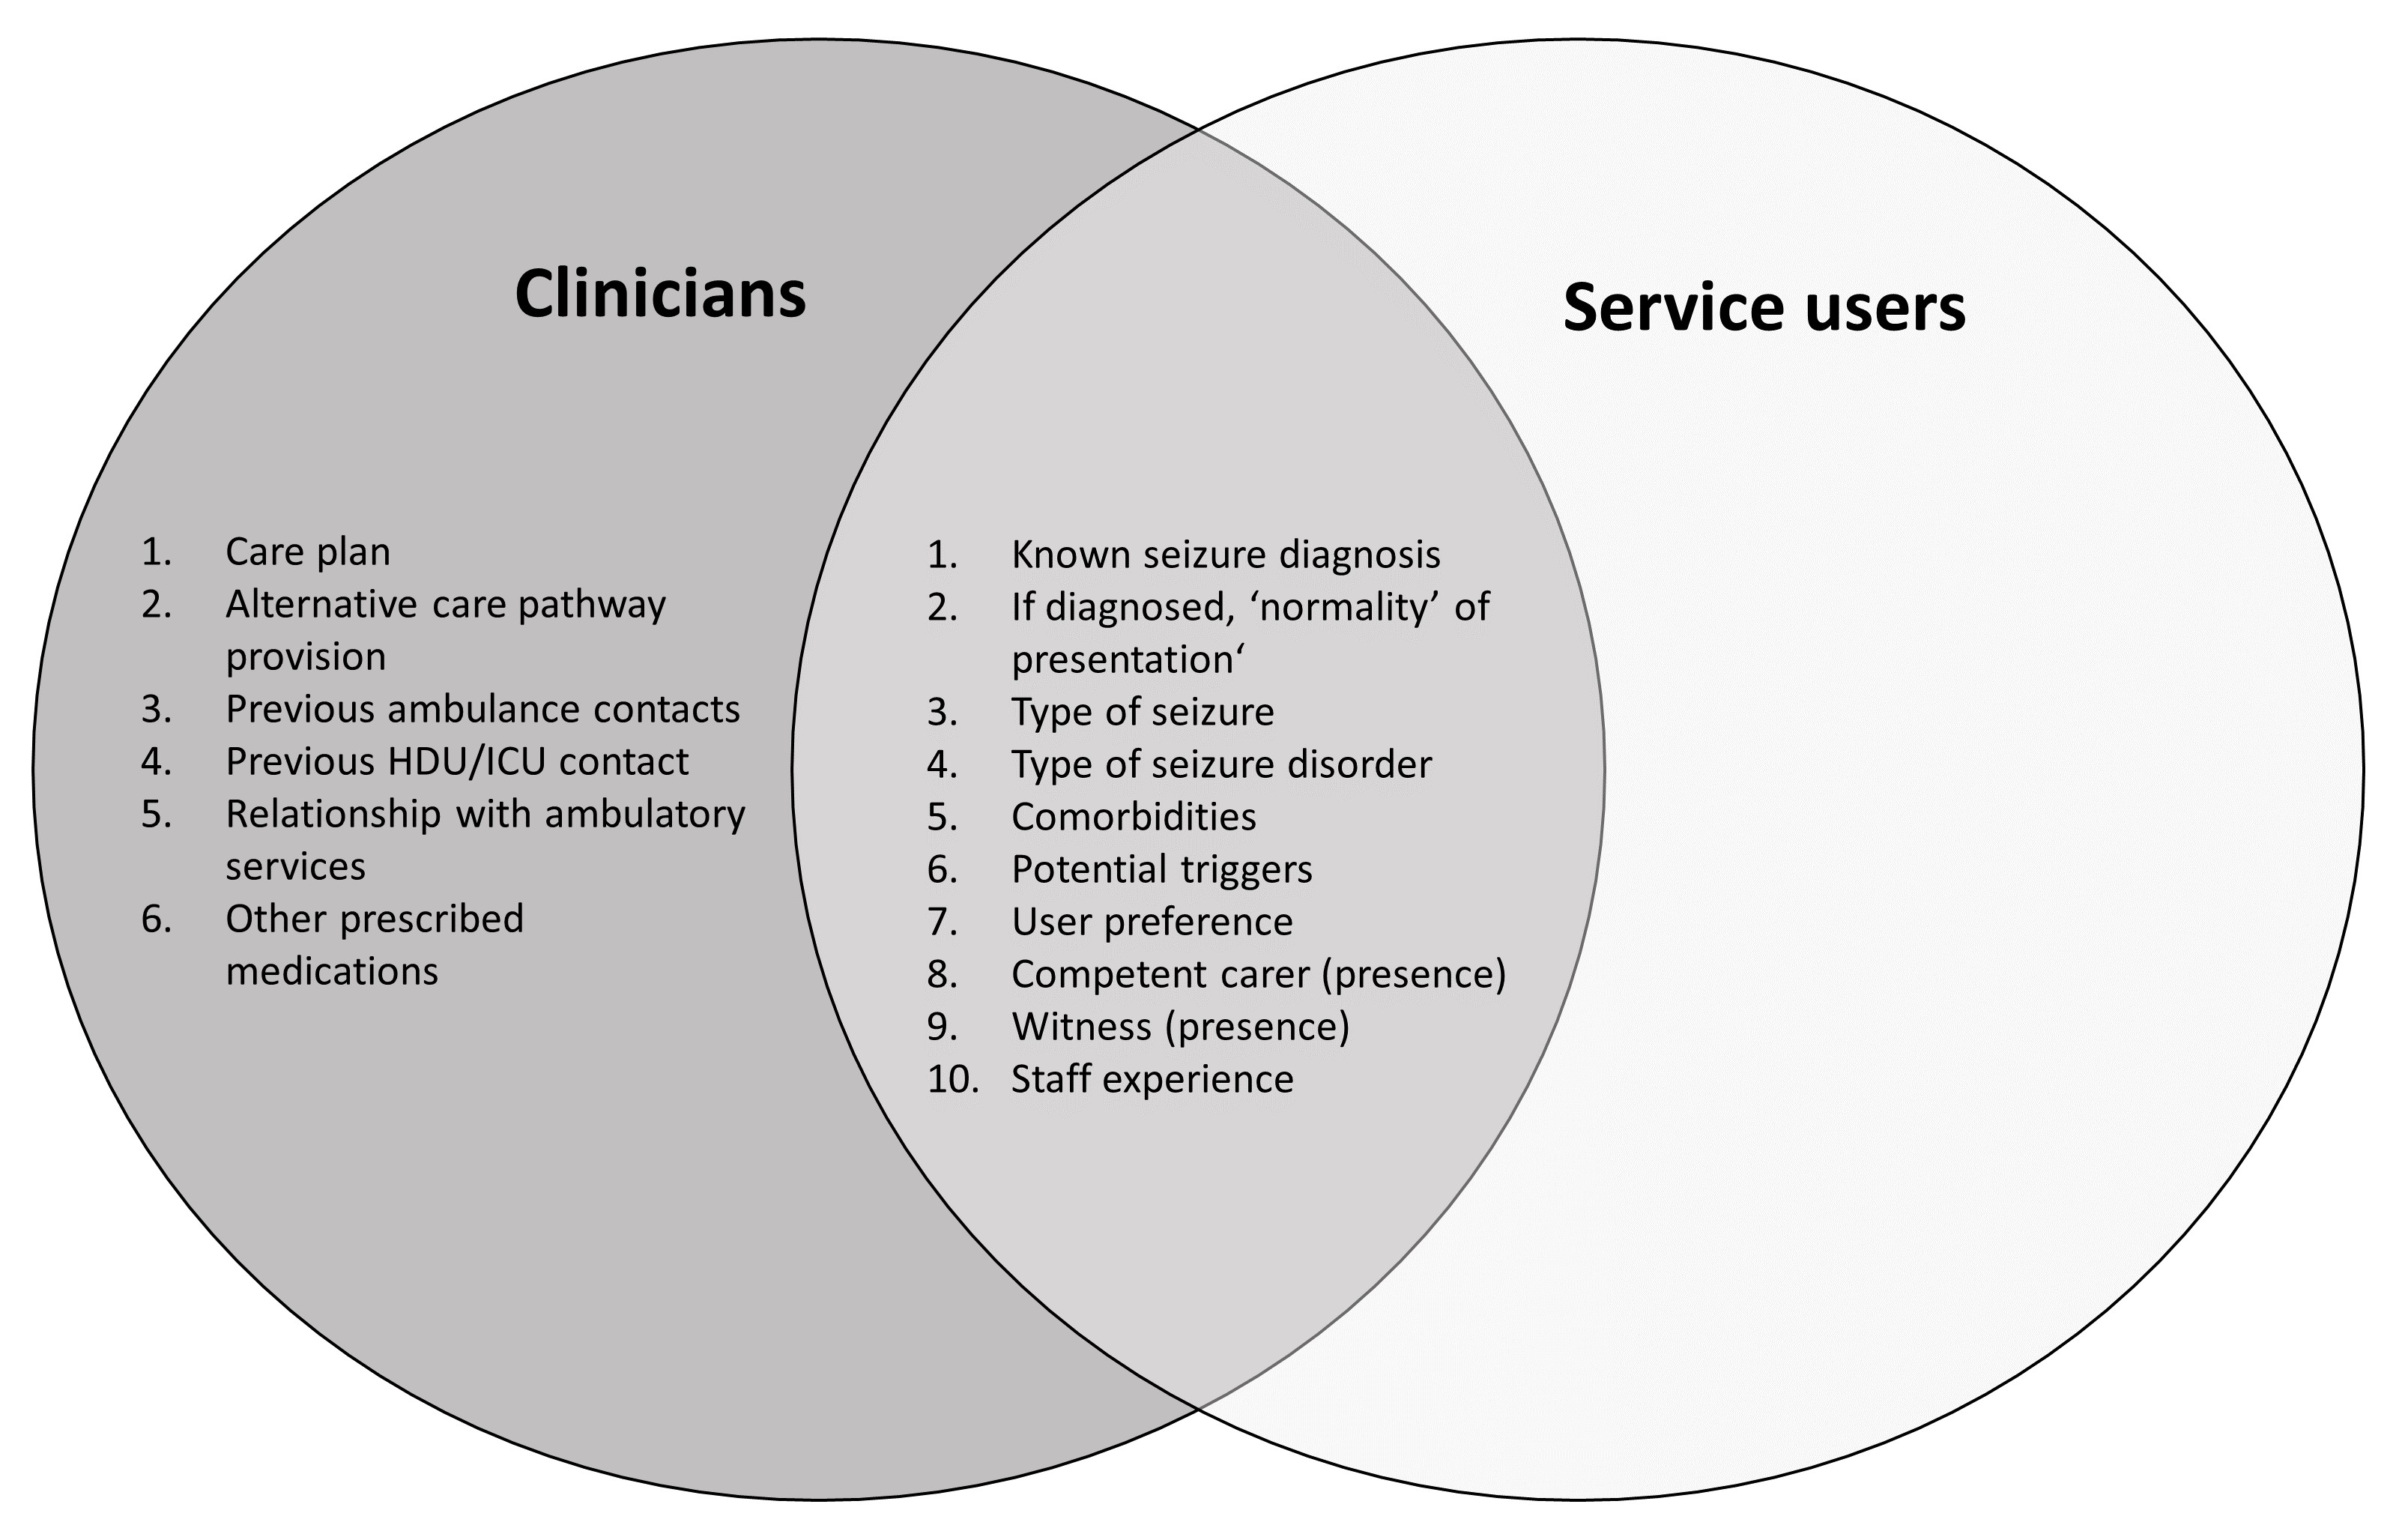 Clinicians
Service users
1. Care plan
2. Alternative care pathway
provision
3. Previous ambulance contacts
4. Previous HDU/ICU contact
5. Relationship with ambulatory
services
6. Other prescribed
medications
1. Known seizure diagnosis
2. If diagnosed, ‘normality’ of
presentation‘
3. Type of seizure
4. Type of seizure disorder
5. Comorbidities
6. Potential triggers
7. User preference
8. Competent carer (presence)
9. Witness (presence)
10. Staff experience